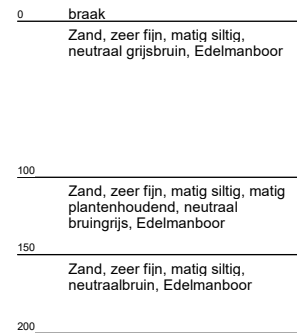 0 braak
Zand, zeer fijn, matig siltig,
neutraal grijsbruin, Edelmanboor
100
Zand, zeer fijn, matig siltig, matig
plantenhoudend, neutraal
bruingrijs, Edelmanboor
150
Zand, zeer fijn, matig siltig,
neutraalbruin, Edelmanboor
200